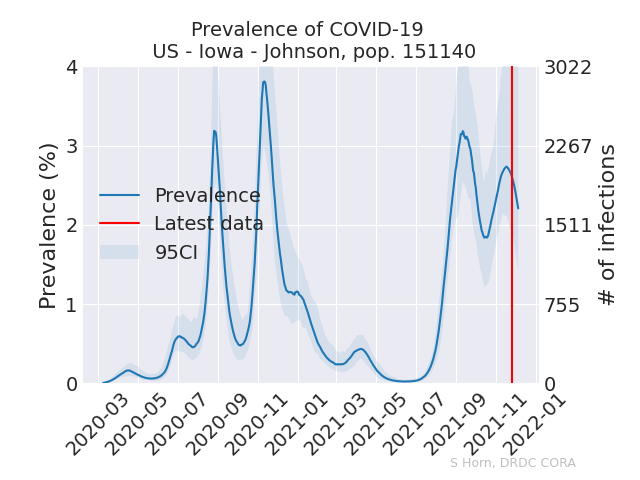 Prevalence of COVID-19
US - Iowa - Johnson, pop. 151140
4 3022
3 2267
2 1511
1 755
0 0
Prevalence (%)
# of infections
Prevalence
Latest data
95CI
2020-03 2020-05 2020-07 2020-09 2020-11 2021-01 2021-03 2021-05 2021-07 2021-09 2021-11 2022-01
S Horn, DRDC CORA